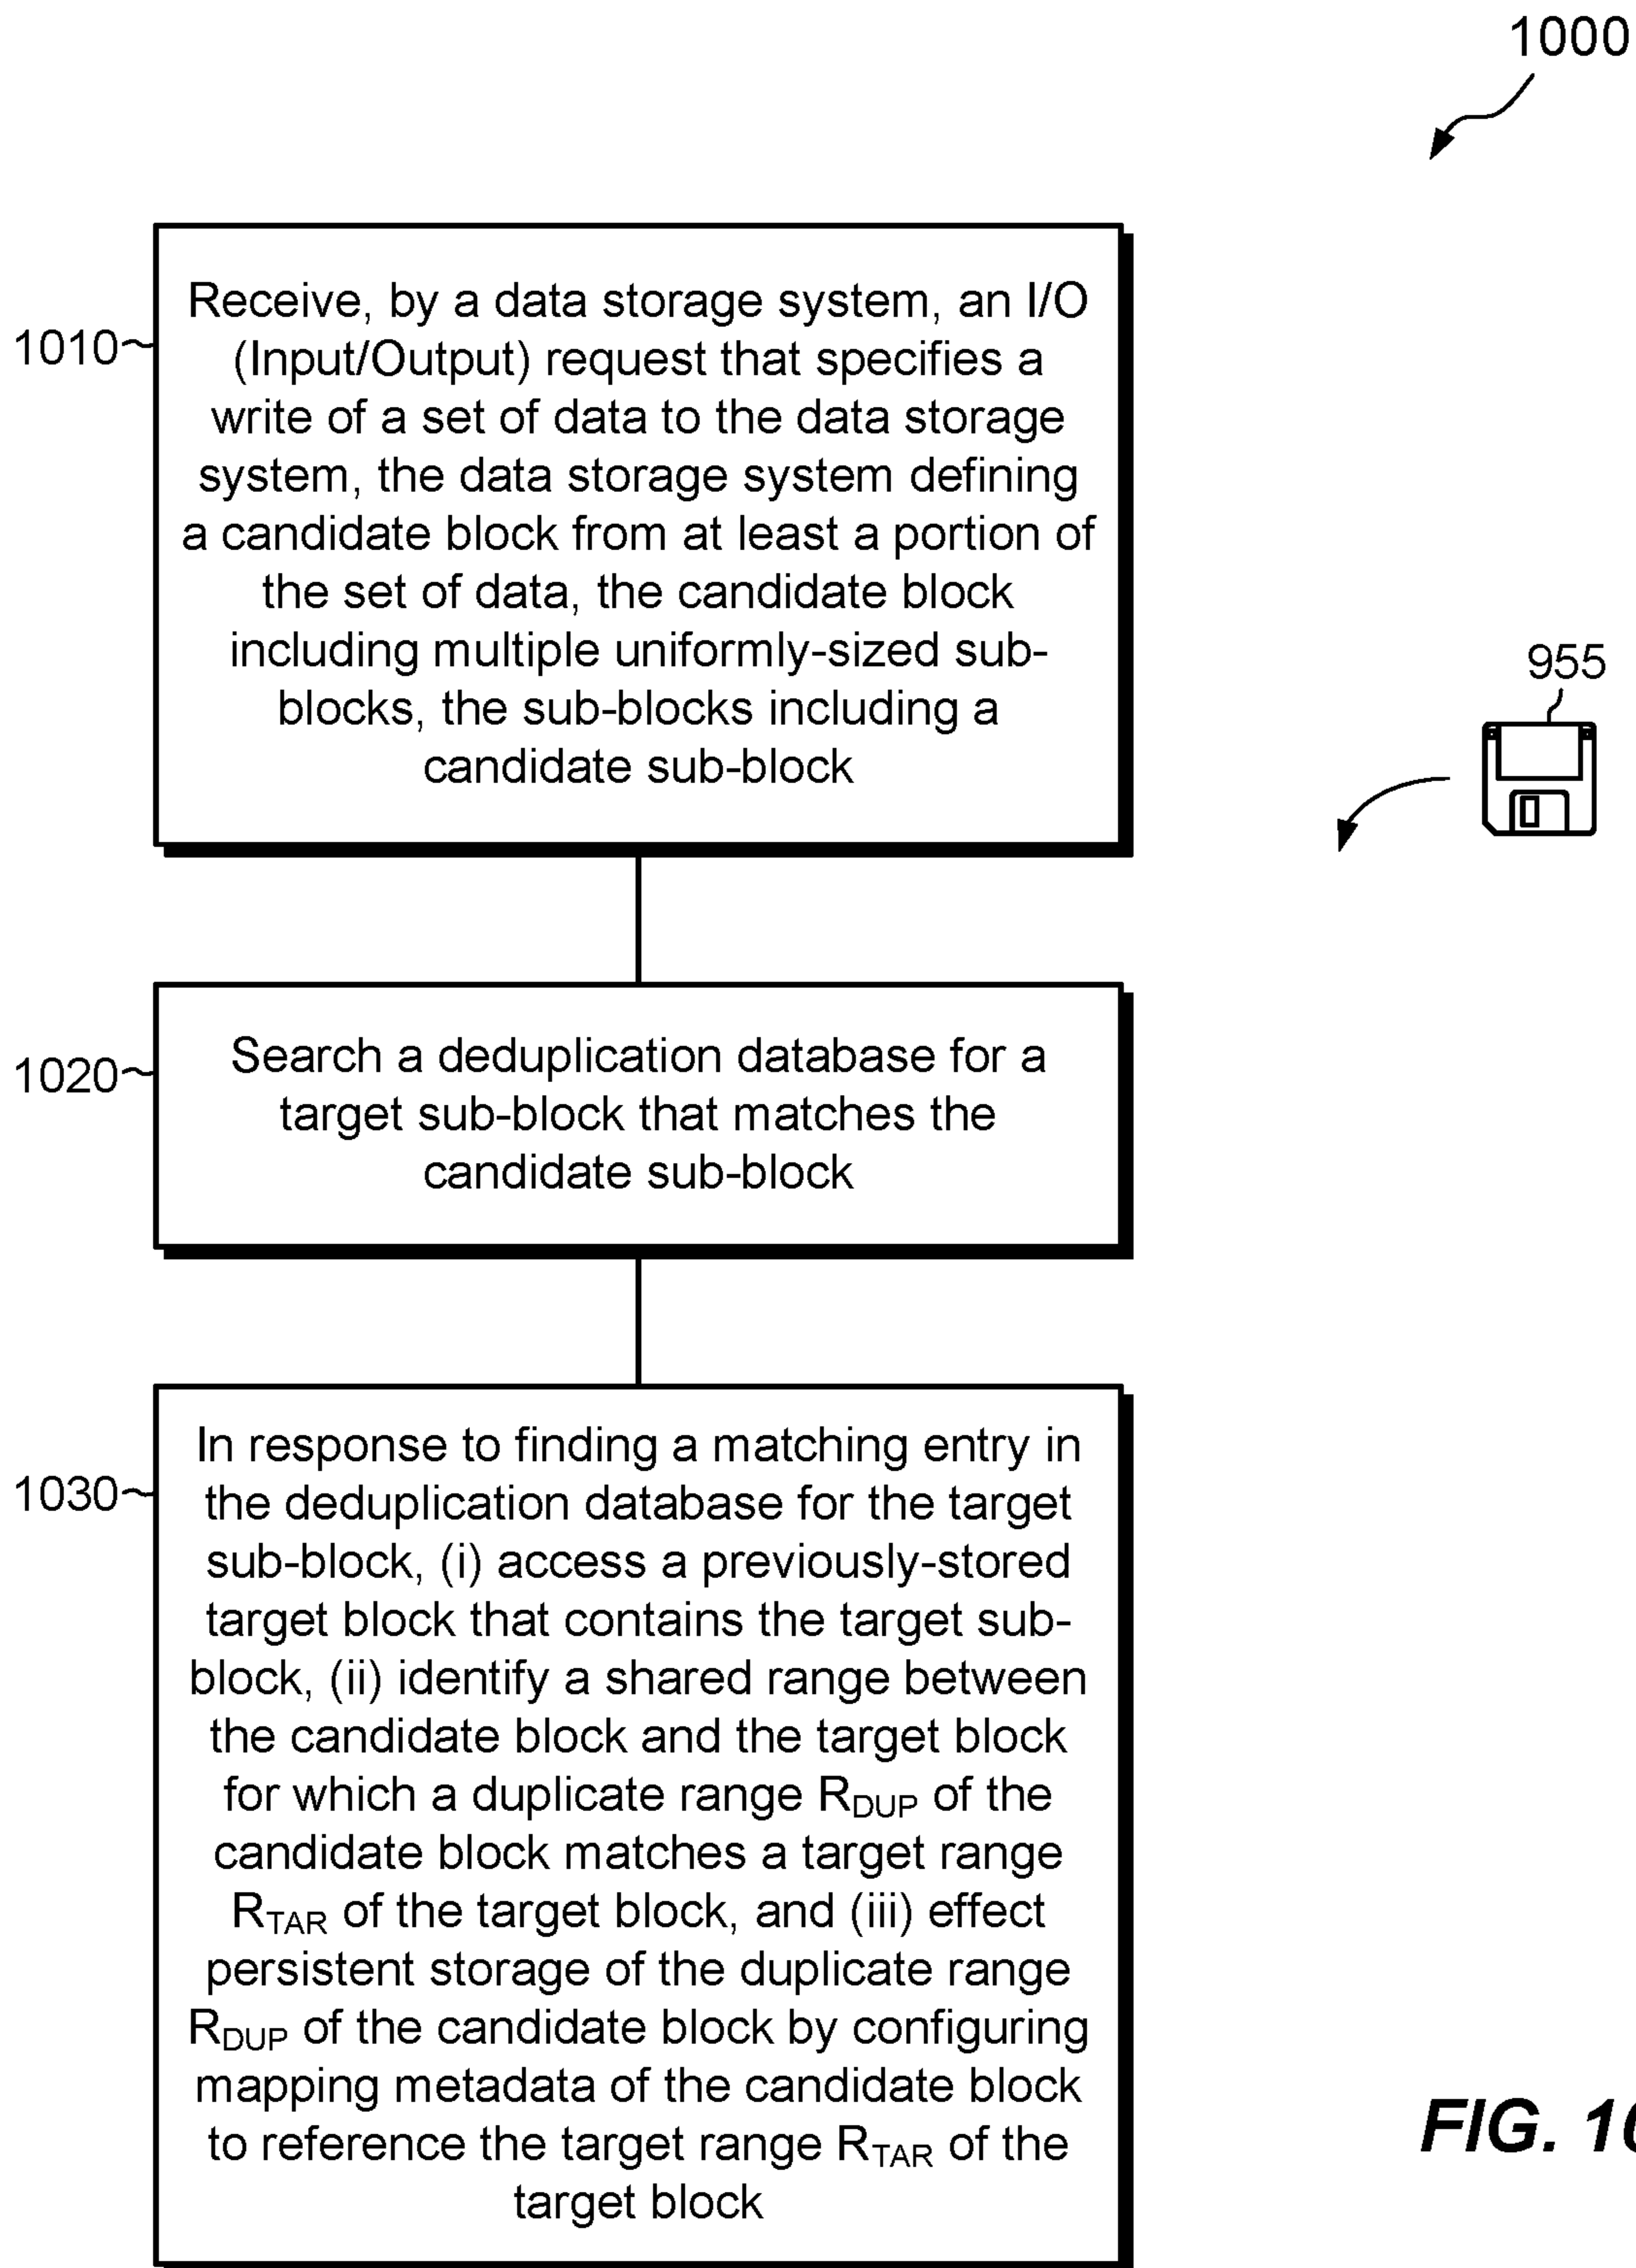 1000
1010
Receive, by a data storage system, an I/O
(Input/Output) request that specifies a
write of a set of data to the data storage
system, the data storage system defining
a candidate block from at least a portion of
the set of data, the candidate block
including multiple uniformly-sized sub-
blocks, the sub-blocks including a
candidate sub-block
955
1020
Search a deduplication database for a
target sub-block that matches the
candidate sub-block
1030
In response to finding a matching entry in
the deduplication database for the target
sub-block, (i) access a previously-stored
target block that contains the target sub-
block, (ii) identify a shared range between
the candidate block and the target block
for which a duplicate range RDUP of the
candidate block matches a target range
RTAR of the target block, and (iii) effect
persistent storage of the duplicate range
RDUP of the candidate block by configuring
mapping metadata of the candidate block
to reference the target range RTAR of the
target block
FIG. 10